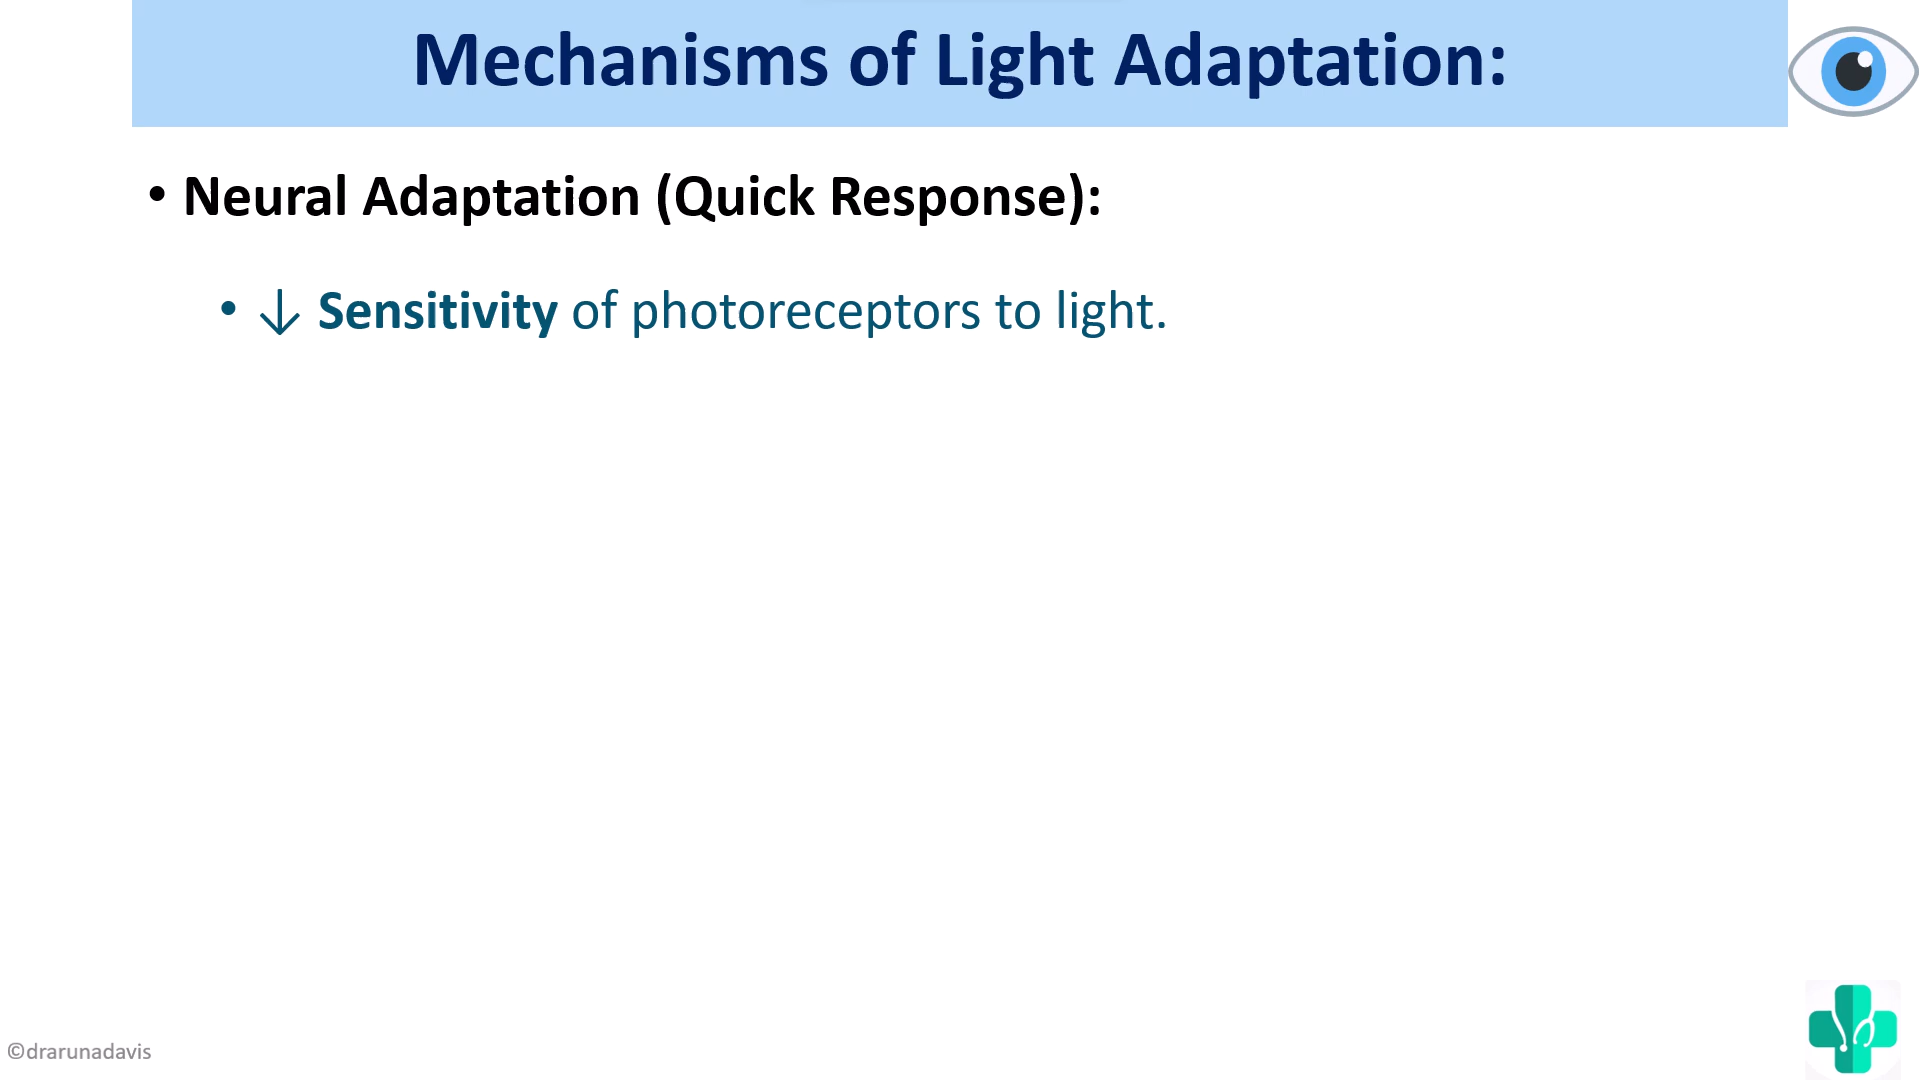 Mechanisms of Light Adaptation:
• Neural Adaptation (Quick Response):
• ↓ Sensitivity of photoreceptors to light.
©drarunadavis